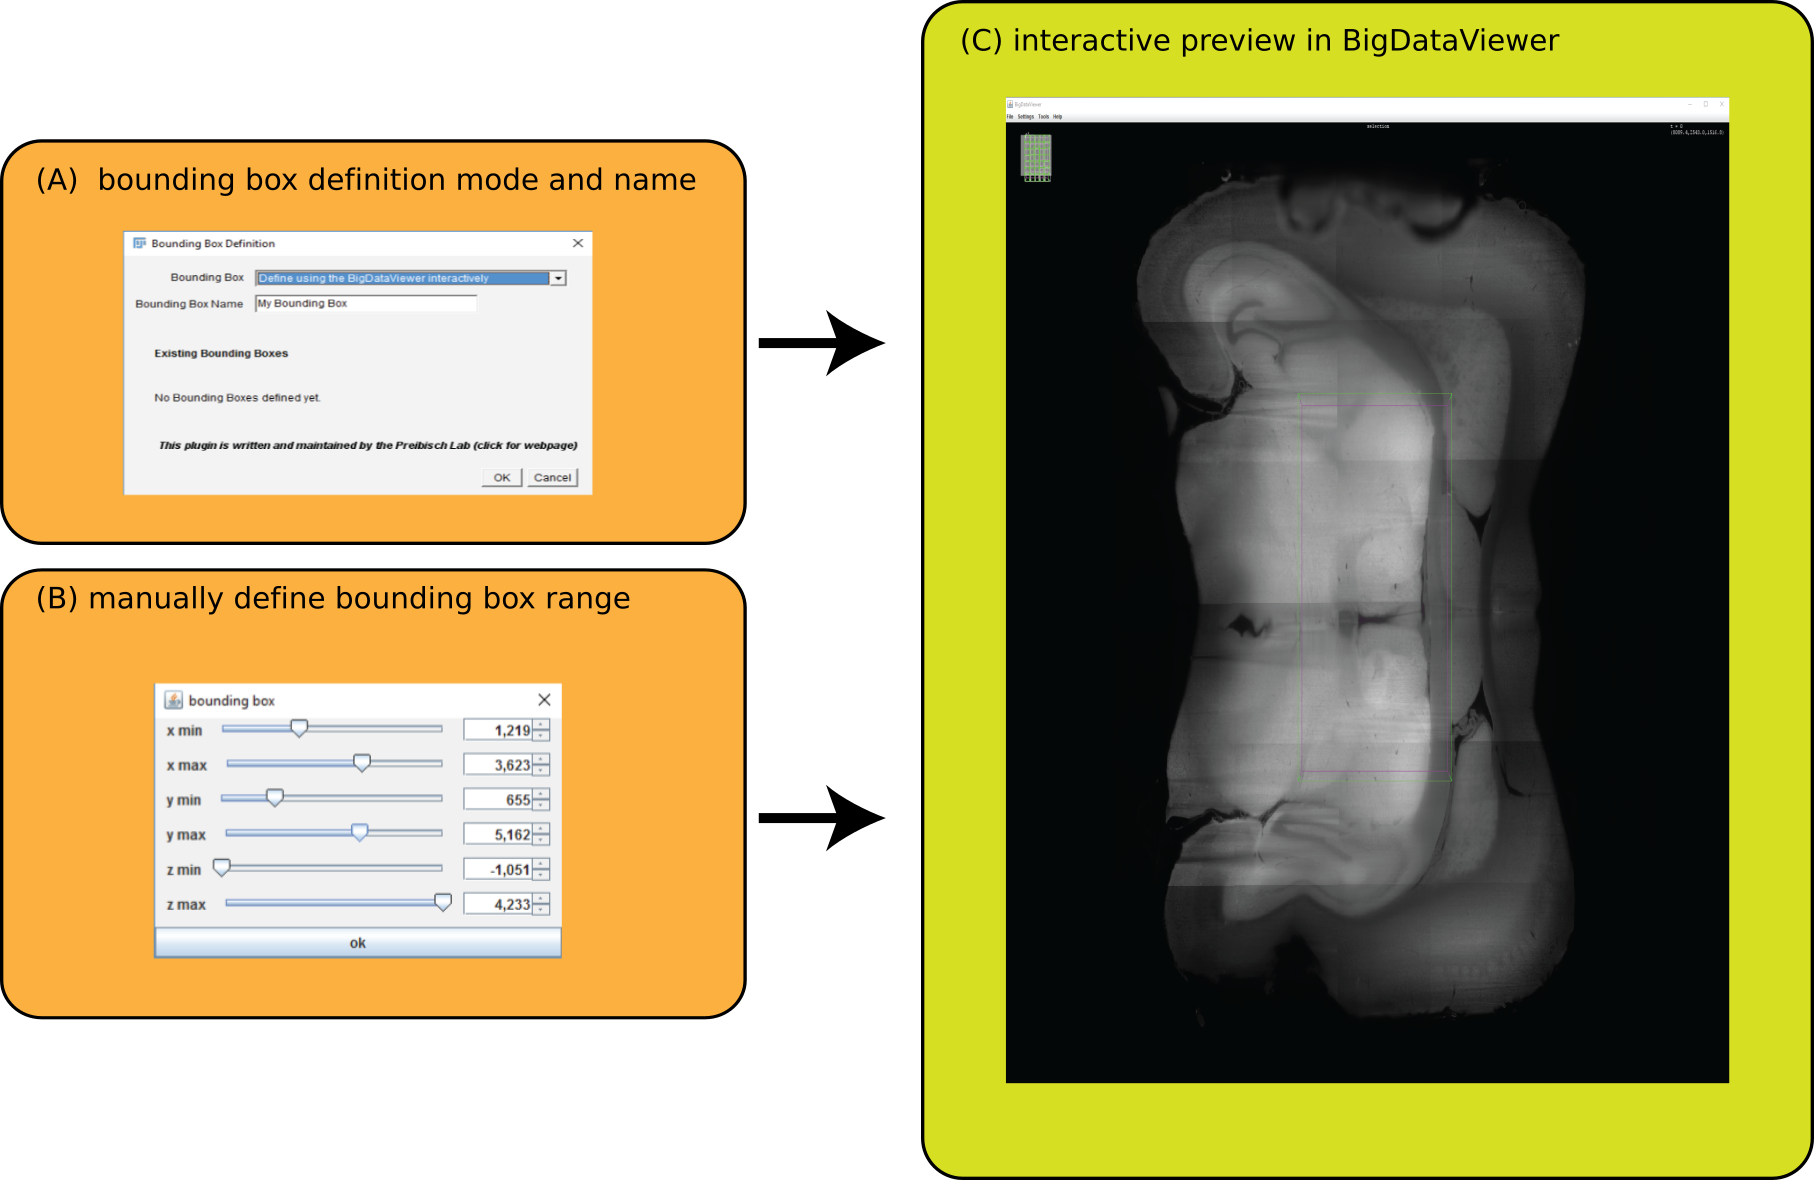 (A)  bounding box definition mode and name
Bounding Box Definition
Bounding Box Define using the BigDataViewer interactively
Bounding Box Name My Bounding Box
Existing Bounding Boxes
No Bounding Boxes defined yet.
This plugin is written and maintained by the Preibisch Lab (click for webpage)
OK Cancel
(B) manually define bounding box range
bounding box
x min 1,219
x max 3,623
y min 655
y max 5,162
z min -1,051
z max 4,233
ok
(C) interactive preview in BigDataViewer
BigDataViewer
File Settings Tools Help
selection